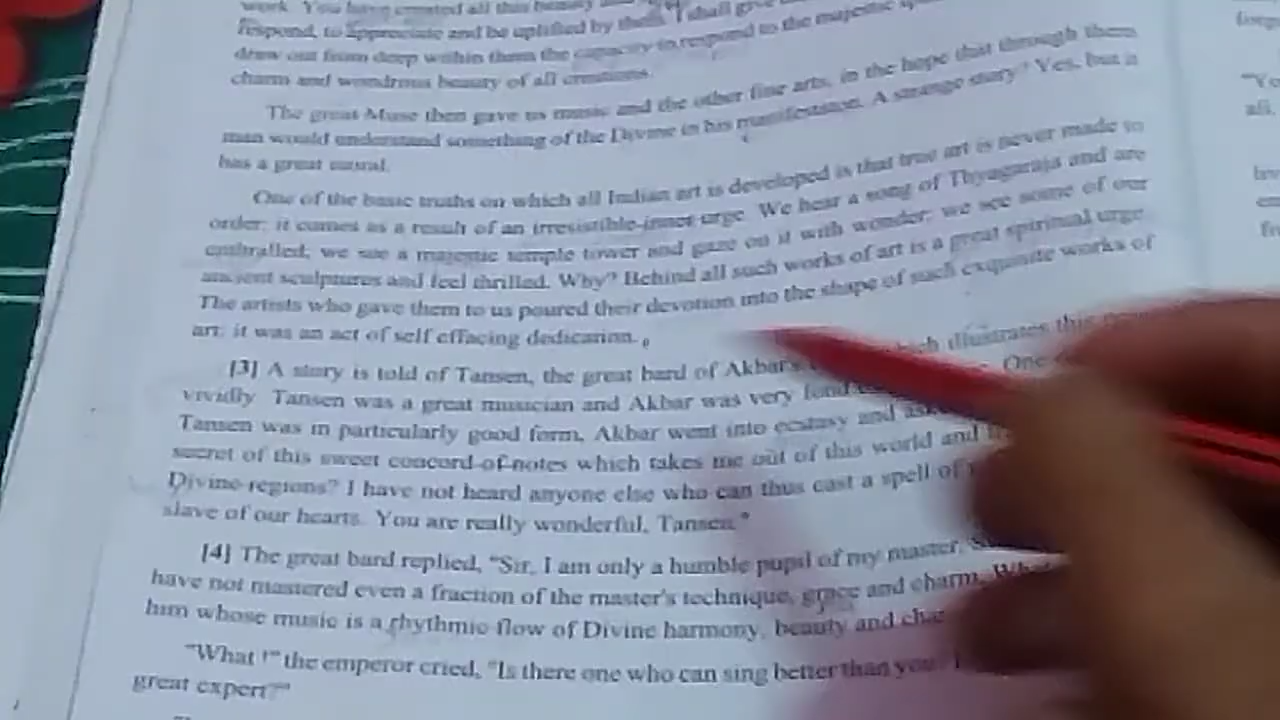 work. You have created all this beauty and
respond, to appreciate and be uplifted by them. I shall give
draw out from deep within them the capacity to respond to the majestic
charm and wondrous beauty of all creations.
The great Muse then gave us music and the other fine arts, in the hope that through them
man would understand something of the Divine in his manifestation. A strange story? Yes, but it
has a great moral.
One of the basic truths on which all Indian art is developed is that true art is never made to
order; it comes as a result of an irresistible inner urge. We hear a song of Thyagaraja and are
enthralled; we see a majestic temple tower and gaze on it with wonder; we see some of our
ancient sculptures and feel thrilled. Why? Behind all such works of art is a great spiritual urge.
The artists who gave them to us poured their devotion into the shape of such exquisite works of
art: it was an act of self effacing dedication.
[3] A story is told of Tansen, the great bard of Akbar's which illustrates this
vividly. Tansen was a great musician and Akbar was very fond One
Tansen was in particularly good form, Akbar went into ecstasy and
secret of this sweet concord of notes which takes me out of this world and
Divine regions? I have not heard anyone else who can thus cast a spell of
slave of our hearts. You are really wonderful, Tansen."
[4] The great bard replied, "Sir, I am only a humble pupil of my master,
have not mastered even a fraction of the master's technique, grace and charm. What
him whose music is a rhythmic flow of Divine harmony, beauty and
"What !" the emperor cried, "Is there one who can sing better than you?
great expert?"
"Yo
all.